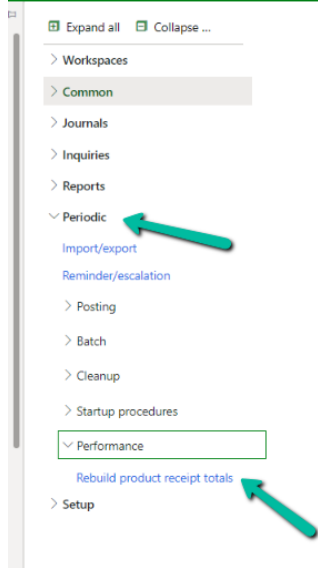 Expand all Collapse ...
Workspaces
Common
Journals
Inquiries
Reports
Periodic
Import/export
Reminder/escalation
Posting
Batch
Cleanup
Startup procedures
Performance
Rebuild product receipt totals
Setup